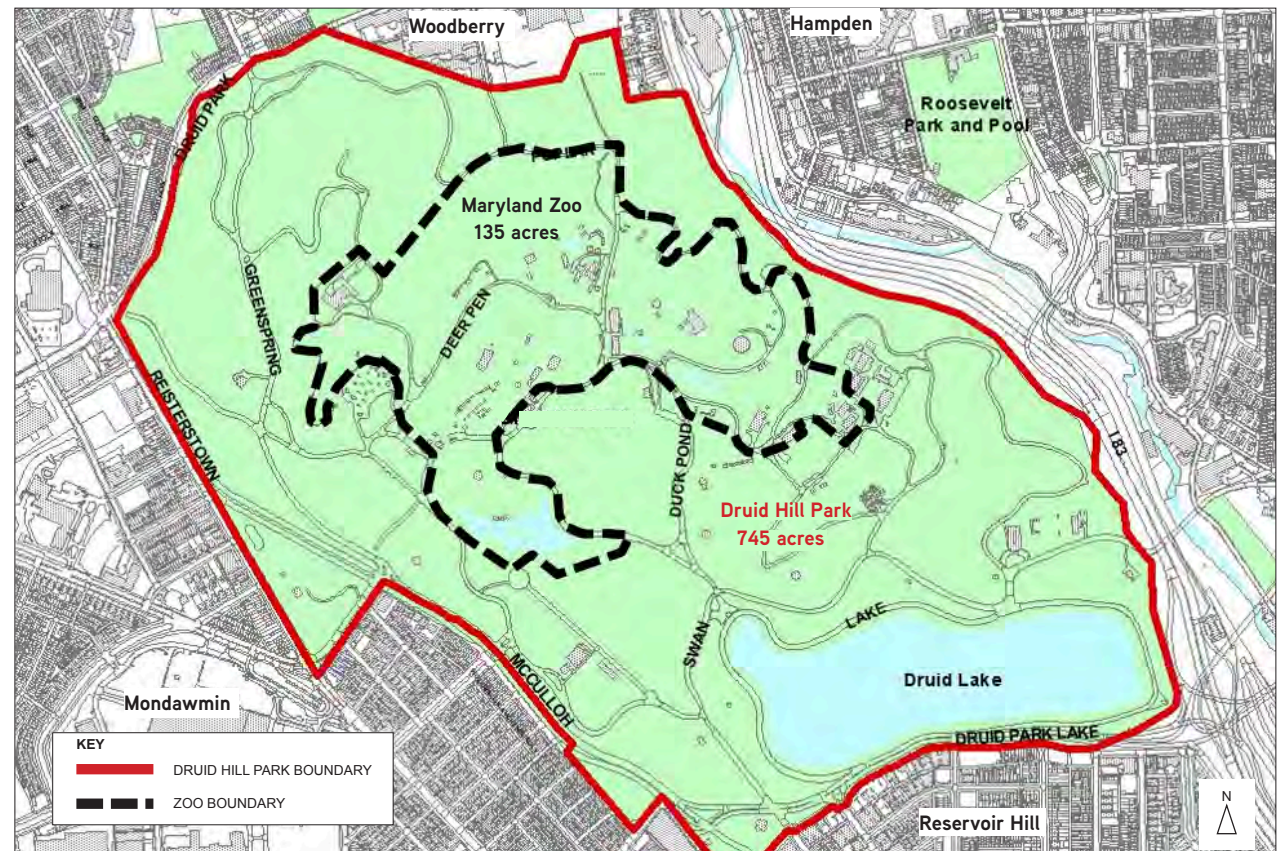 Woodberry
Hampden
DRUID PARK
Roosevelt
Park and Pool
Maryland Zoo
135 acres
GREENSPRING
DEER PEN
REISTERSTOWN
I 83
DUCK POND
Druid Hill Park
745 acres
LAKE
SWAN
MCCULLOH
Druid Lake
Mondawmin
DRUID PARK LAKE
KEY
DRUID HILL PARK BOUNDARY
ZOO BOUNDARY
Reservoir Hill
N